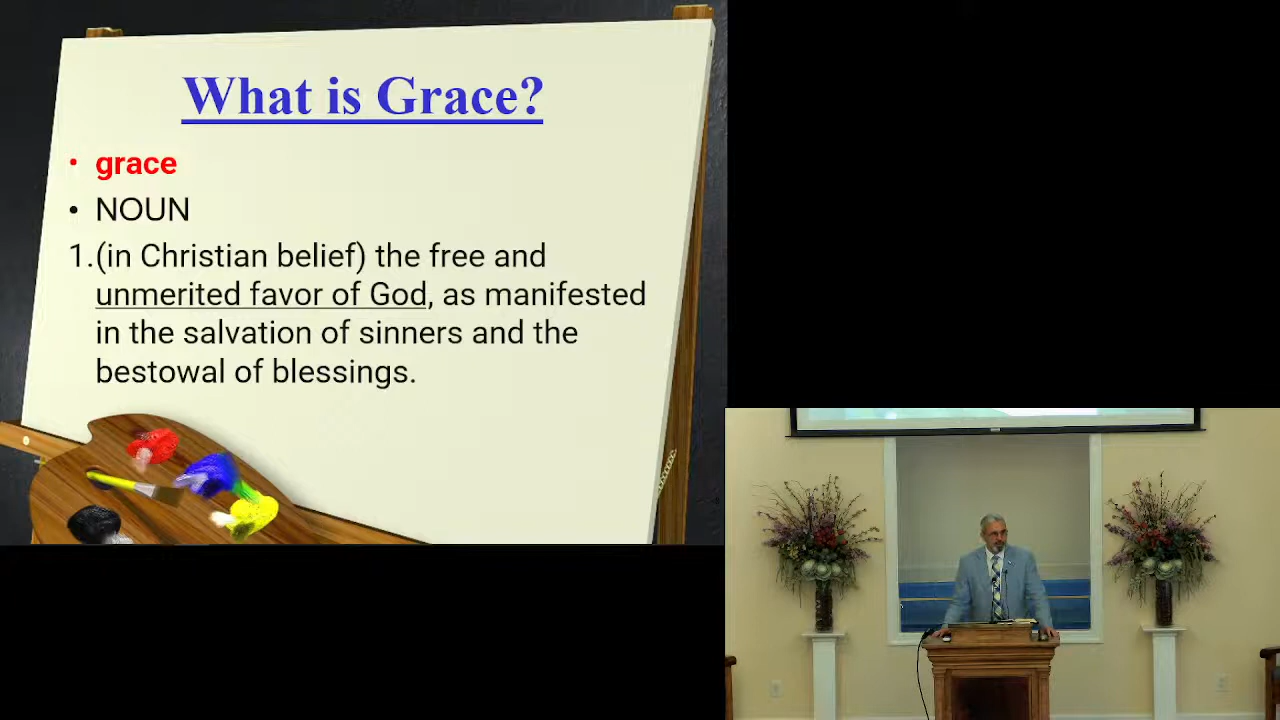 What is Grace?
• grace
• NOUN
1.(in Christian belief) the free and
unmerited favor of God, as manifested
in the salvation of sinners and the
bestowal of blessings.